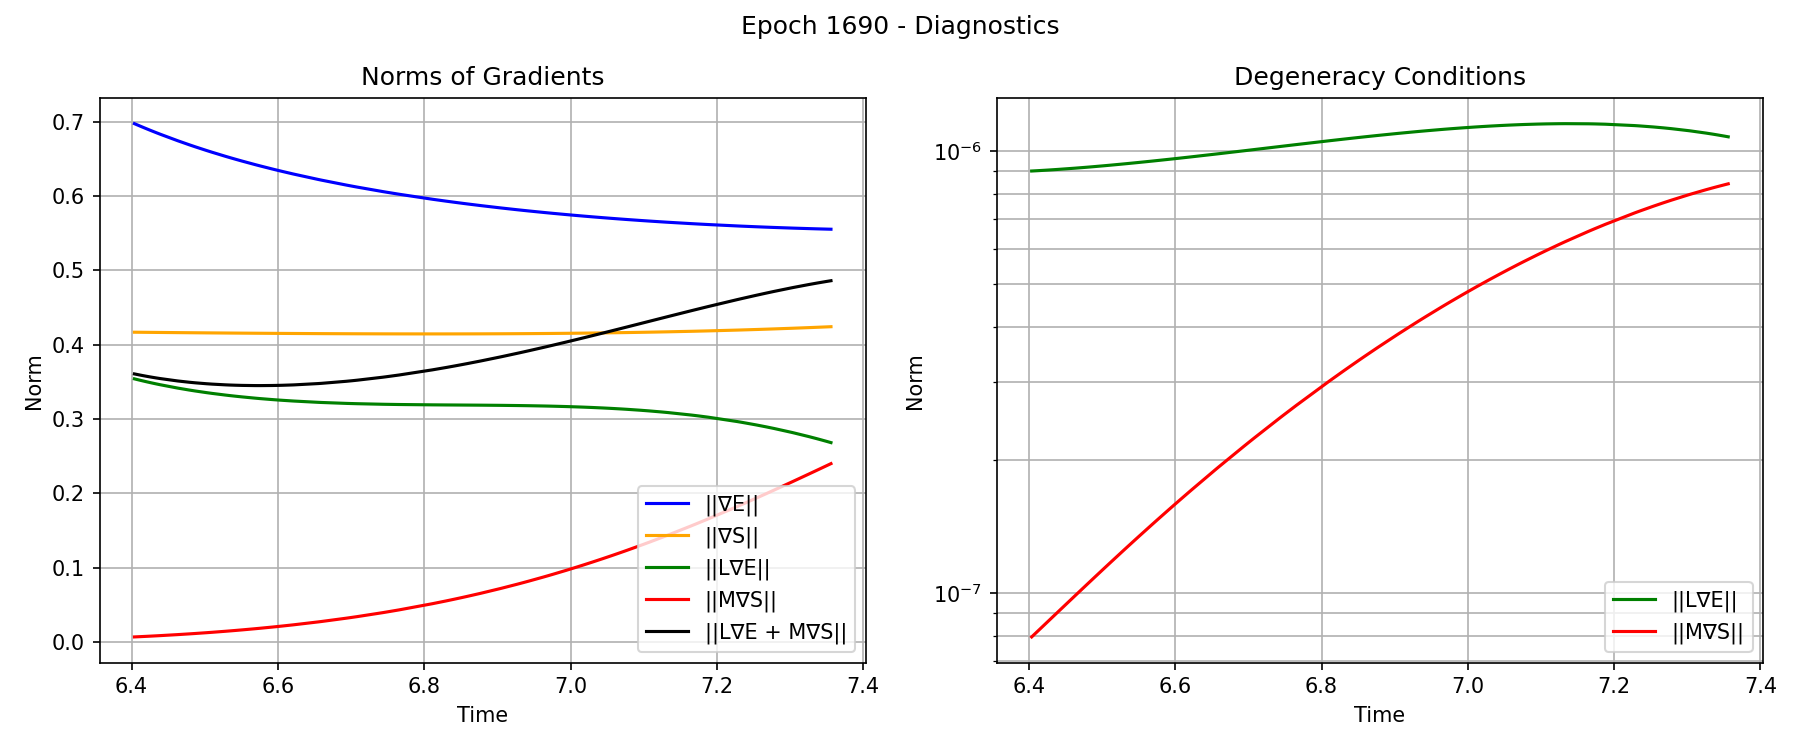 Epoch 1690 - Diagnostics
Norms of Gradients
0.7
0.6
0.5
0.4
0.3
0.2
0.1
0.0
Norm
6.4 6.6 6.8 7.0 7.2 7.4
Time
||∇E||
||∇S||
||L∇E||
||M∇S||
||L∇E + M∇S||
Degeneracy Conditions
10⁻⁶
10⁻⁷
Norm
6.4 6.6 6.8 7.0 7.2 7.4
Time
||L∇E||
||M∇S||